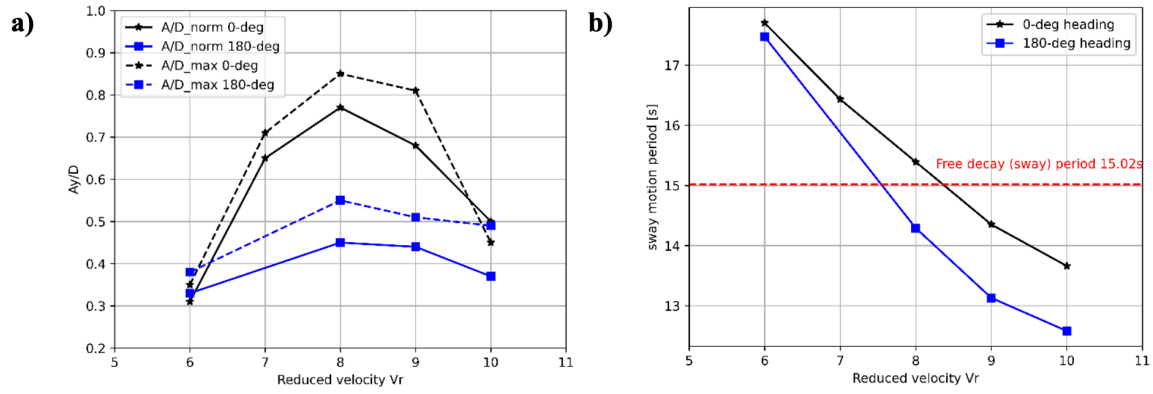 a)
A/D_norm 0-deg
A/D_norm 180-deg
A/D_max 0-deg
A/D_max 180-deg
1.0
0.9
0.8
0.7
0.6
0.5
0.4
0.3
0.2
Ay/D
5 6 7 8 9 10 11
Reduced velocity Vr
b)
0-deg heading
180-deg heading
17
16
15
14
13
sway motion period [s]
Free decay (sway) period 15.02s
5 6 7 8 9 10 11
Reduced velocity Vr